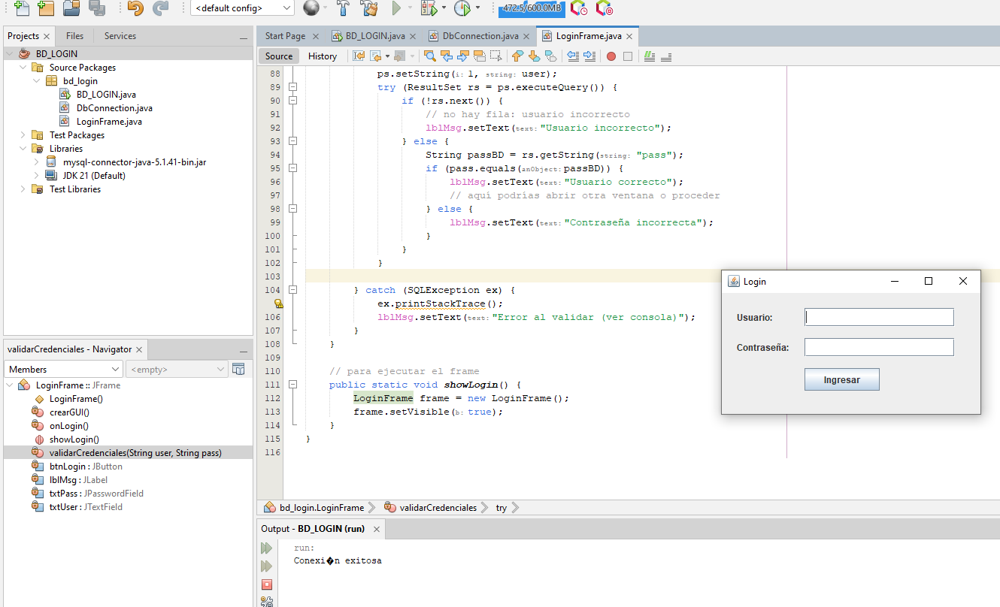 <default config>
472.5/600.0MB
Projects
Files
Services
BD_LOGIN
Source Packages
bd_login
BD_LOGIN.java
DbConnection.java
LoginFrame.java
Test Packages
Libraries
mysql-connector-java-5.1.41-bin.jar
JDK 21 (Default)
Test Libraries
validarCredenciales - Navigator
Members
<empty>
LoginFrame :: JFrame
LoginFrame()
crearGUI()
onLogin()
showLogin()
validarCredenciales(String user, String pass)
btnLogin : JButton
lblMsg : JLabel
txtPass : JPasswordField
txtUser : JTextField
Start Page
BD_LOGIN.java
DbConnection.java
LoginFrame.java
Source
History
88 ps.setString(i: 1, string: user);
89 try (ResultSet rs = ps.executeQuery()) {
90 if (!rs.next()) {
91 // no hay fila: usuario incorrecto
92 lblMsg.setText(text: "Usuario incorrecto");
93 } else {
94 String passBD = rs.getString(string: "pass");
95 if (pass.equals(anObject: passBD)) {
96 lblMsg.setText(text: "Usuario correcto");
97 // aquí podrías abrir otra ventana o proceder
98 } else {
99 lblMsg.setText(text: "Contraseña incorrecta");
100 }
101 }
102 }
103
104 } catch (SQLException ex) {
ex.printStackTrace();
106 lblMsg.setText(text: "Error al validar (ver consola)");
107 }
108 }
109
110 // para ejecutar el frame
111 public static void showLogin() {
112 LoginFrame frame = new LoginFrame();
113 frame.setVisible(b: true);
114 }
115 }
116
bd_login.LoginFrame
validarCredenciales
try
Output - BD_LOGIN (run)
run:
Conexi�n exitosa
Login
Usuario:
Contraseña:
Ingresar